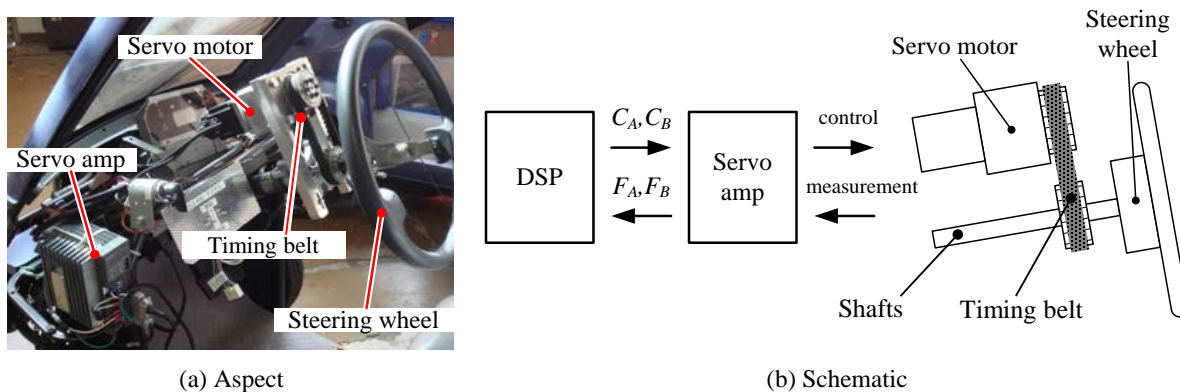 Servo motor
Servo amp
Timing belt
Steering wheel
(a) Aspect
DSP
C_A, C_B
F_A, F_B
Servo
amp
control
measurement
Servo motor
Steering
wheel
Shafts
Timing belt
(b) Schematic